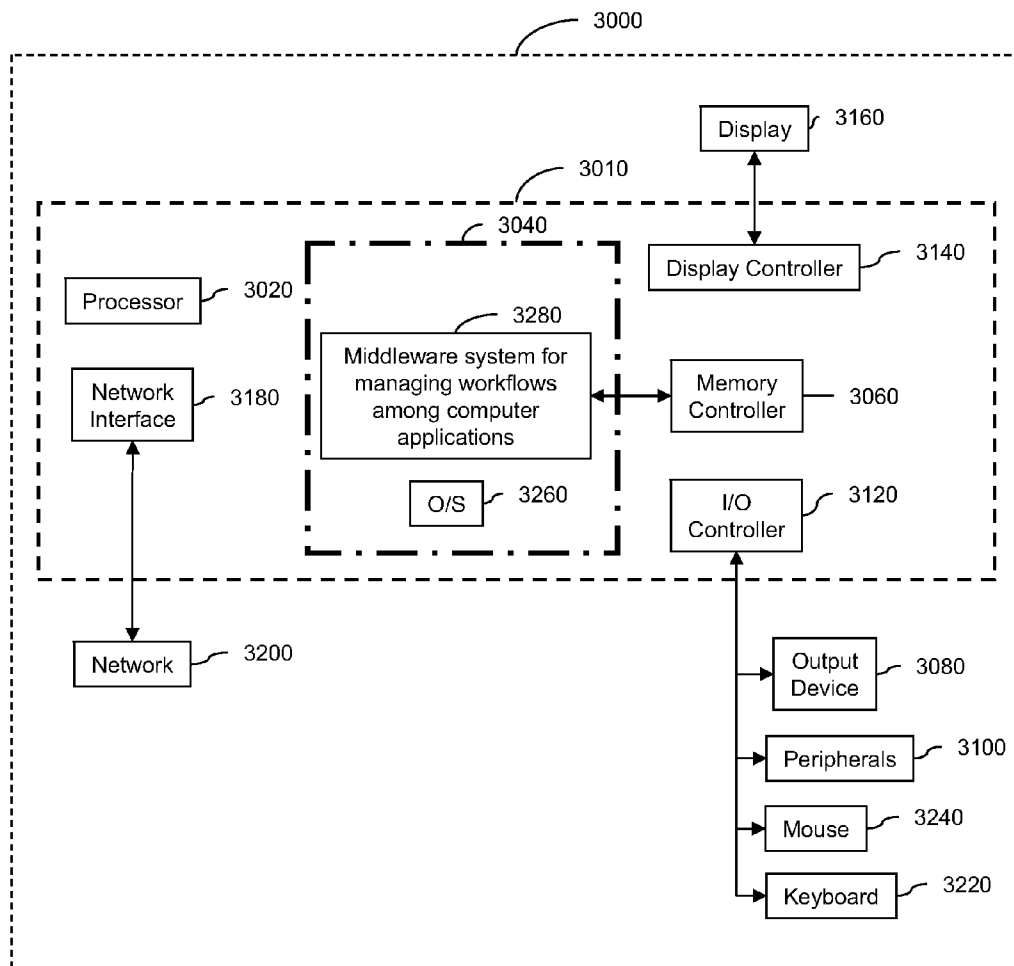 3000
Display
3160
3010
3040
Display Controller
3140
Processor
3020
3280
Middleware system for
managing workflows
among computer
applications
Network
Interface
3180
Memory
Controller
3060
O/S
3260
I/O
Controller
3120
Network
3200
Output
Device
3080
Peripherals
3100
Mouse
3240
Keyboard
3220